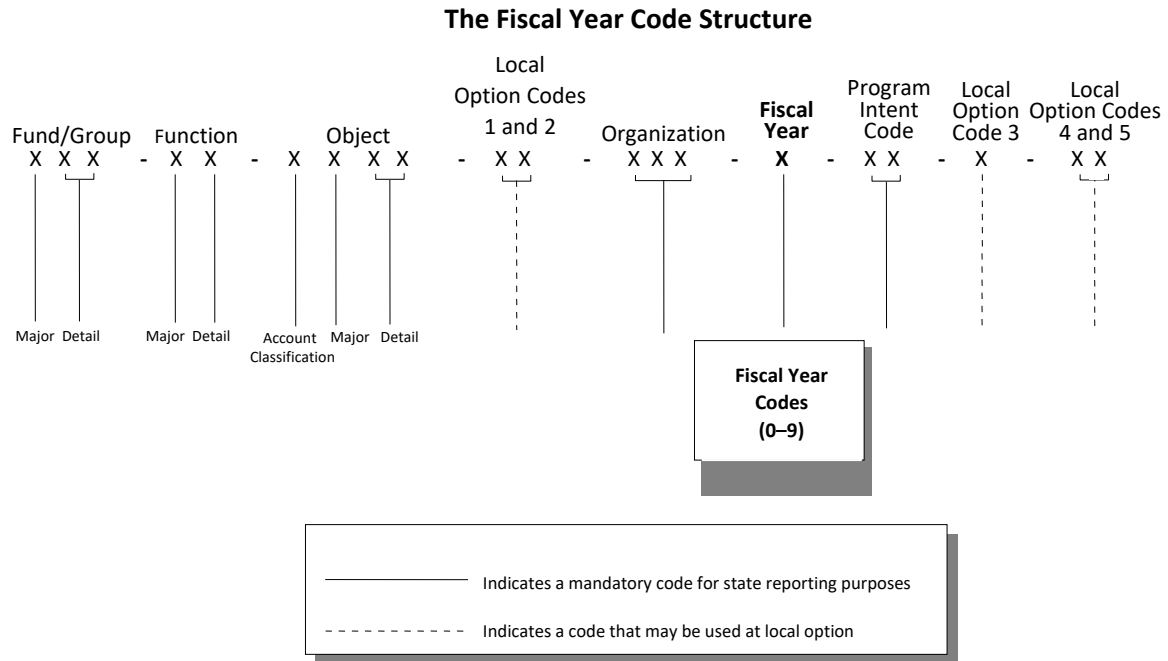 The Fiscal Year Code Structure
Local
Option Codes
1 and 2
Fund/Group
Function
Object
Organization
Fiscal
Year
Program
Intent
Code
Local
Option
Code 3
Local
Option Codes
4 and 5
X X X - X X - X X X X - X X - X X X - X - X X - X - X X
Major Detail
Major Detail
Account
Classification
Major Detail
Fiscal Year
Codes
(0–9)
Indicates a mandatory code for state reporting purposes
Indicates a code that may be used at local option